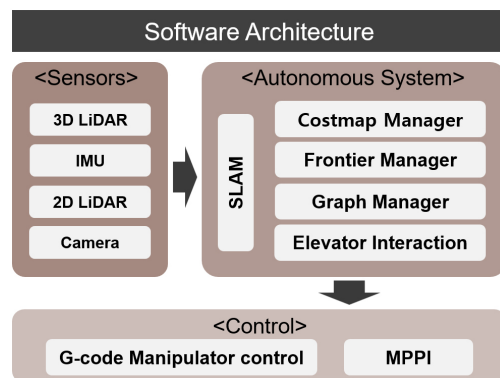 Software Architecture
<Sensors>
3D LiDAR
IMU
2D LiDAR
Camera
<Autonomous System>
SLAM
Costmap Manager
Frontier Manager
Graph Manager
Elevator Interaction
<Control>
G-code Manipulator control
MPPI